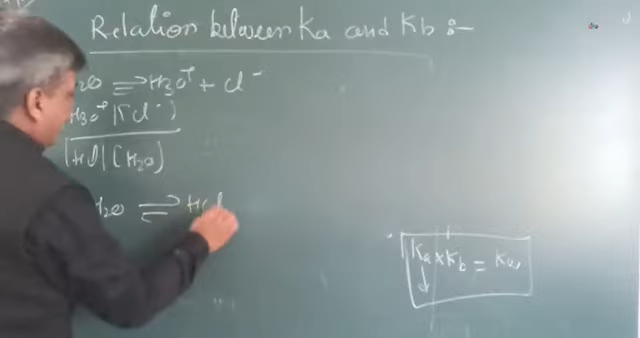 Relation between Ka and Kb :-
H2O ⇌ H3O⁺ + Cl⁻
H3O⁺][Cl⁻]
[HCl][H2O]
H2O ⇌ HCl
Ka × Kb = Kw